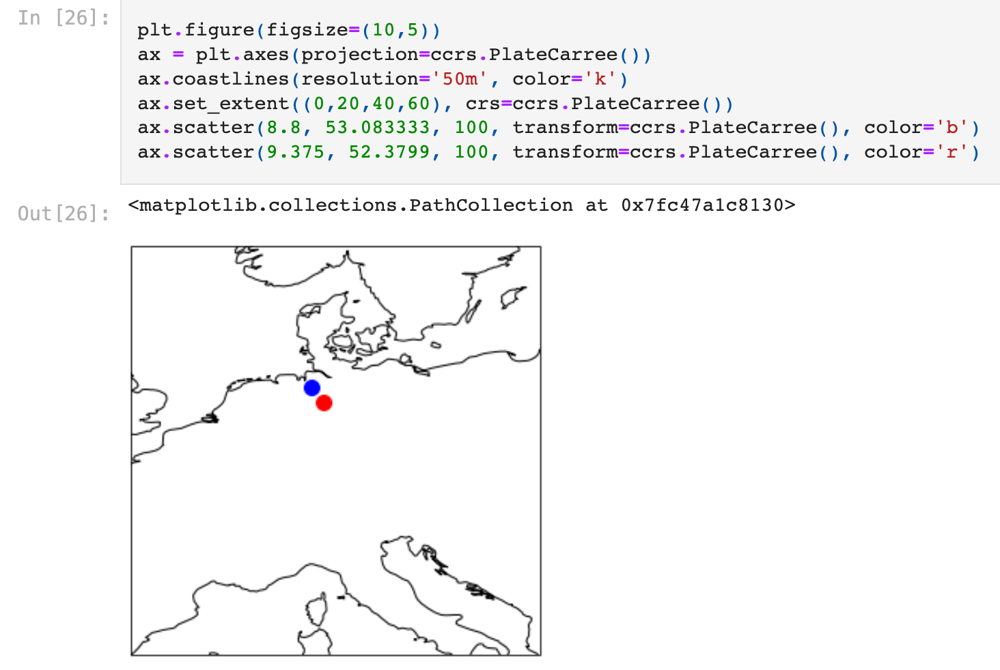 In [26]:
plt.figure(figsize=(10,5))
ax = plt.axes(projection=ccrs.PlateCarree())
ax.coastlines(resolution='50m', color='k')
ax.set_extent((0,20,40,60), crs=ccrs.PlateCarree())
ax.scatter(8.8, 53.083333, 100, transform=ccrs.PlateCarree(), color='b')
ax.scatter(9.375, 52.3799, 100, transform=ccrs.PlateCarree(), color='r')
Out[26]: <matplotlib.collections.PathCollection at 0x7fc47a1c8130>